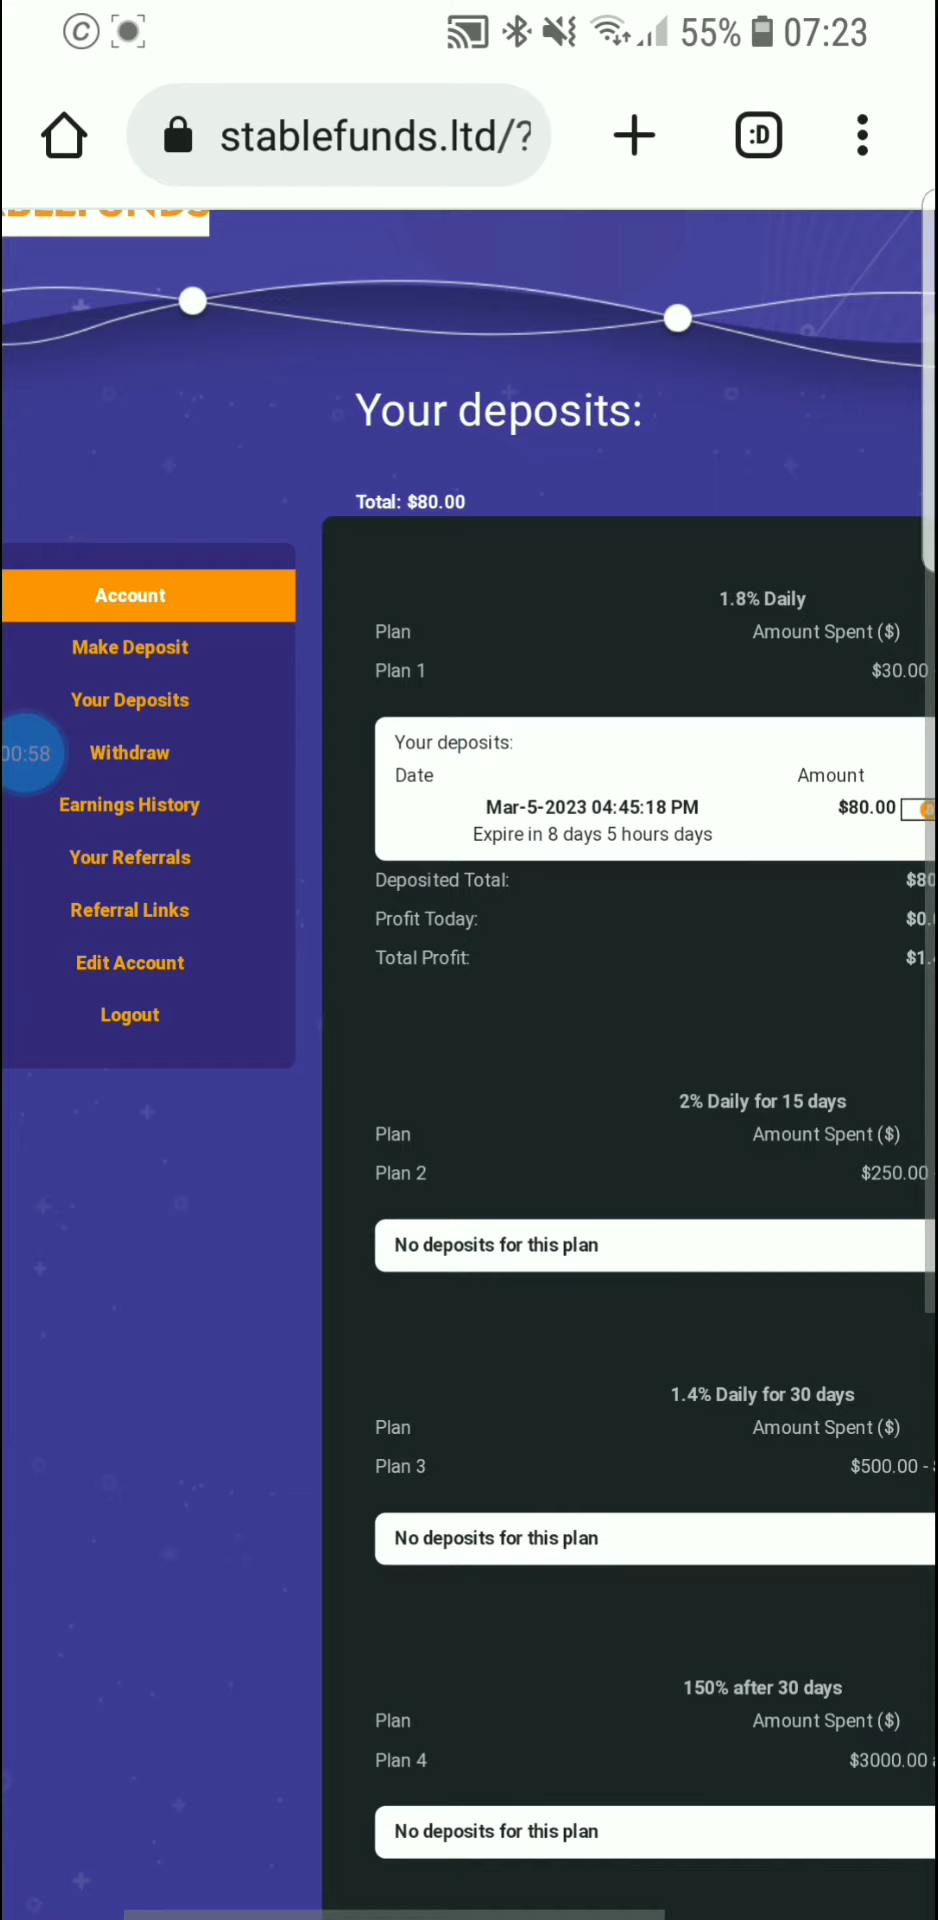 55% 07:23
stablefunds.ltd/?
:D
Your deposits:
Total: $80.00
Account
Make Deposit
Your Deposits
00:58
Withdraw
Earnings History
Your Referrals
Referral Links
Edit Account
Logout
1.8% Daily
Plan Amount Spent ($)
Plan 1 $30.00
Your deposits:
Date Amount
Mar-5-2023 04:45:18 PM $80.00
Expire in 8 days 5 hours days
Deposited Total: $80
Profit Today: $0.
Total Profit: $1.
2% Daily for 15 days
Plan Amount Spent ($)
Plan 2 $250.00
No deposits for this plan
1.4% Daily for 30 days
Plan Amount Spent ($)
Plan 3 $500.00 -
No deposits for this plan
150% after 30 days
Plan Amount Spent ($)
Plan 4 $3000.00
No deposits for this plan